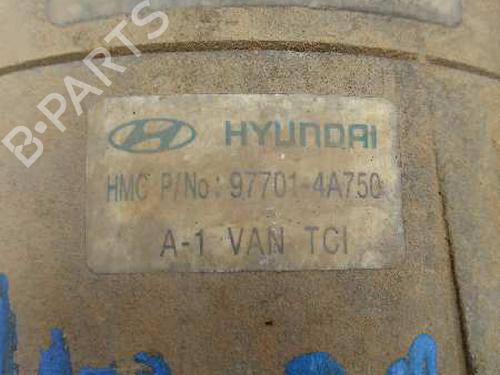 B-PARTS
HYUNDAI
HMC P/No: 97701-4A750
A-1 VAN TCI